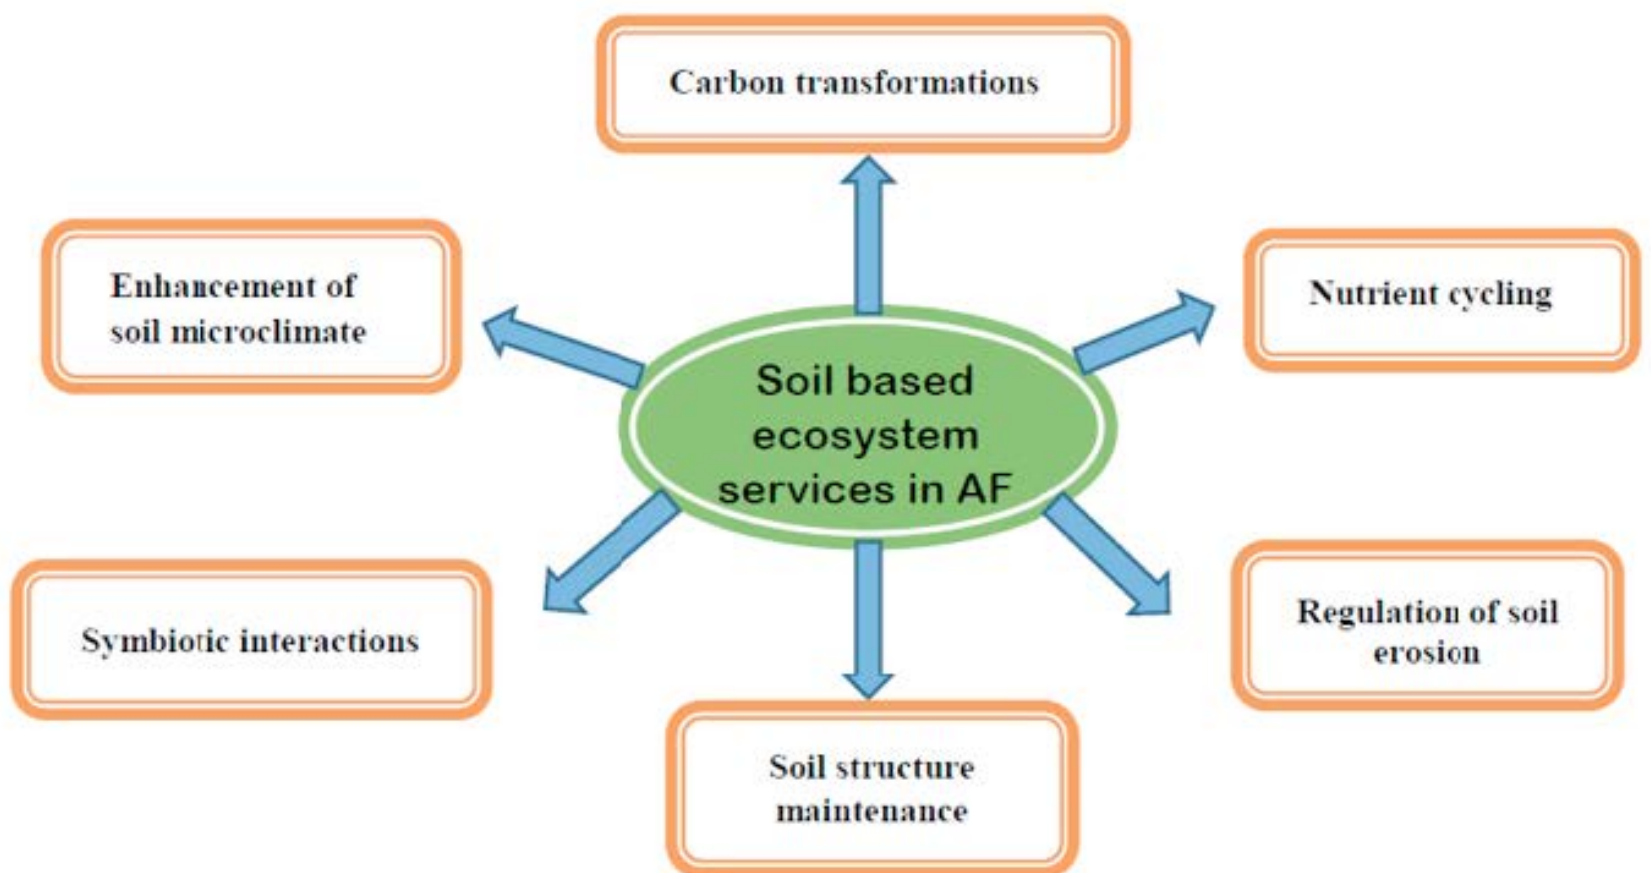 Carbon transformations
Enhancement of
soil microclimate
Nutrient cycling
Soil based
ecosystem
services in AF
Symbiotic interactions
Regulation of soil
erosion
Soil structure
maintenance